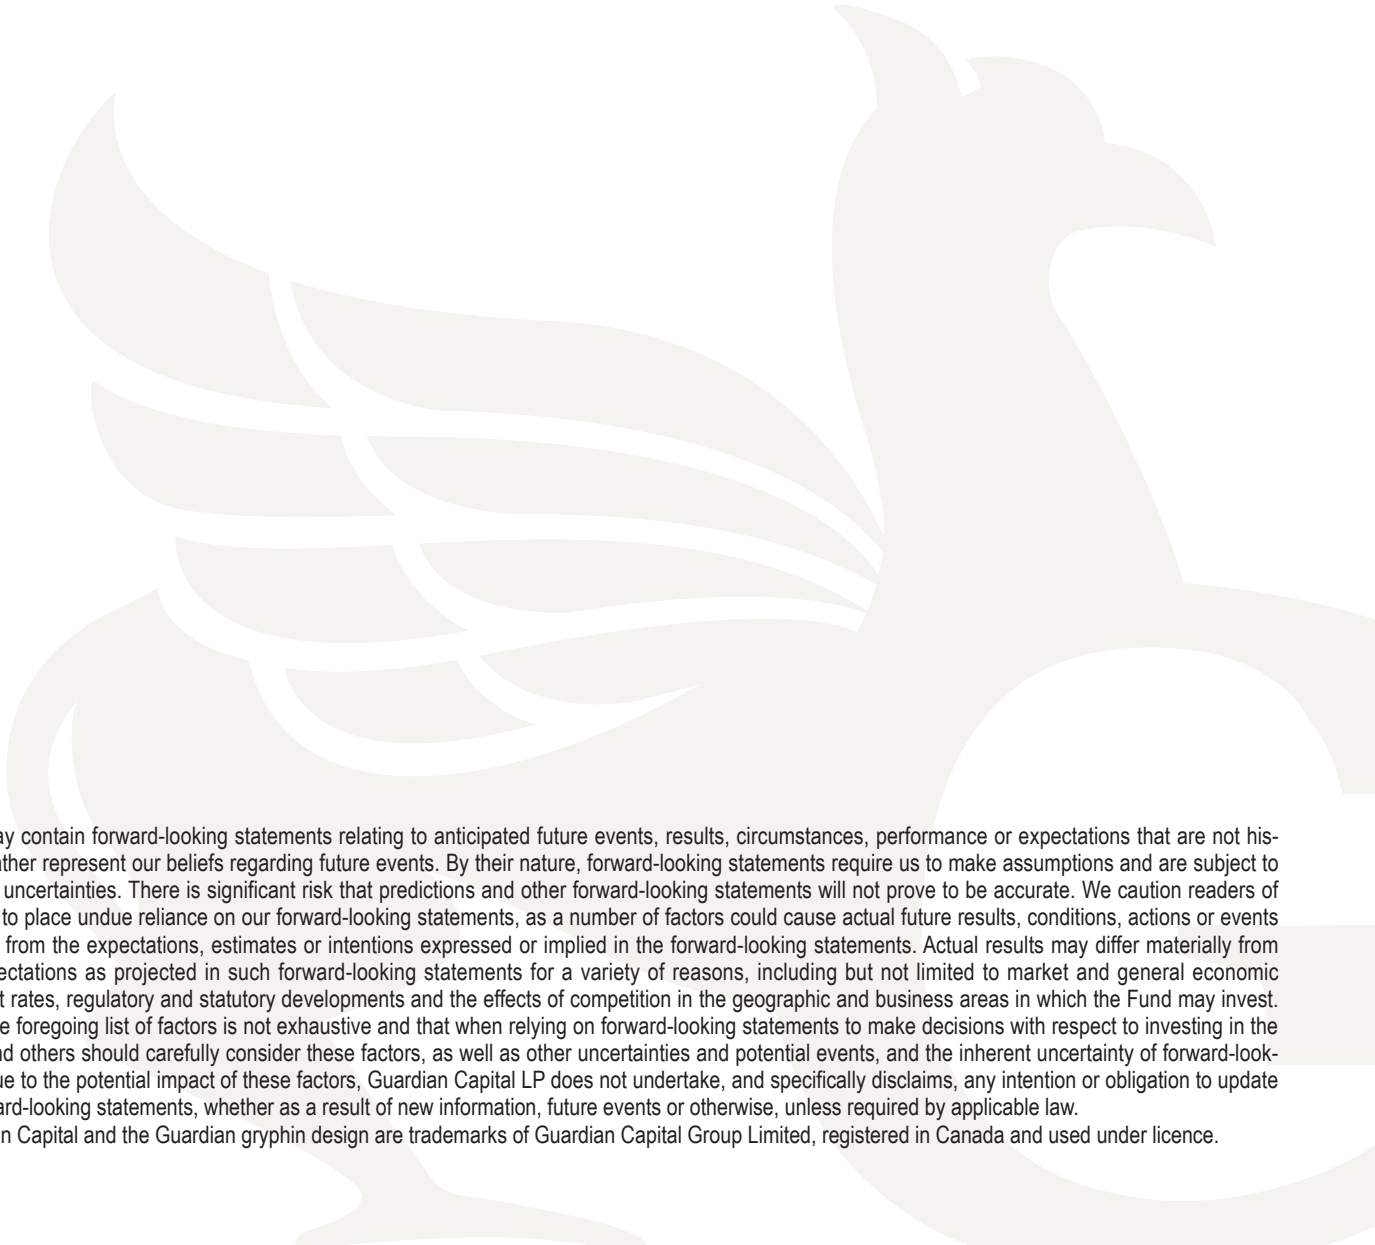 ay contain forward-looking statements relating to anticipated future events, results, circumstances, performance or expectations that are not his-
ather represent our beliefs regarding future events. By their nature, forward-looking statements require us to make assumptions and are subject to
uncertainties. There is significant risk that predictions and other forward-looking statements will not prove to be accurate. We caution readers of
to place undue reliance on our forward-looking statements, as a number of factors could cause actual future results, conditions, actions or events
from the expectations, estimates or intentions expressed or implied in the forward-looking statements. Actual results may differ materially from
ectations as projected in such forward-looking statements for a variety of reasons, including but not limited to market and general economic
t rates, regulatory and statutory developments and the effects of competition in the geographic and business areas in which the Fund may invest.
e foregoing list of factors is not exhaustive and that when relying on forward-looking statements to make decisions with respect to investing in the
nd others should carefully consider these factors, as well as other uncertainties and potential events, and the inherent uncertainty of forward-look-
ue to the potential impact of these factors, Guardian Capital LP does not undertake, and specifically disclaims, any intention or obligation to update
ard-looking statements, whether as a result of new information, future events or otherwise, unless required by applicable law.
n Capital and the Guardian gryphin design are trademarks of Guardian Capital Group Limited, registered in Canada and used under licence.